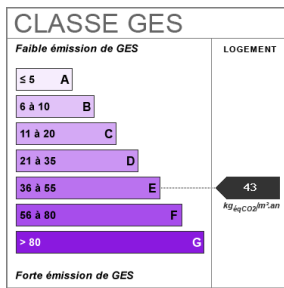 CLASSE GES
Faible émission de GES
LOGEMENT
≤ 5 A
6 à 10 B
11 à 20 C
21 à 35 D
36 à 55 E
43
kgéqCO2/m².an
56 à 80 F
> 80 G
Forte émission de GES